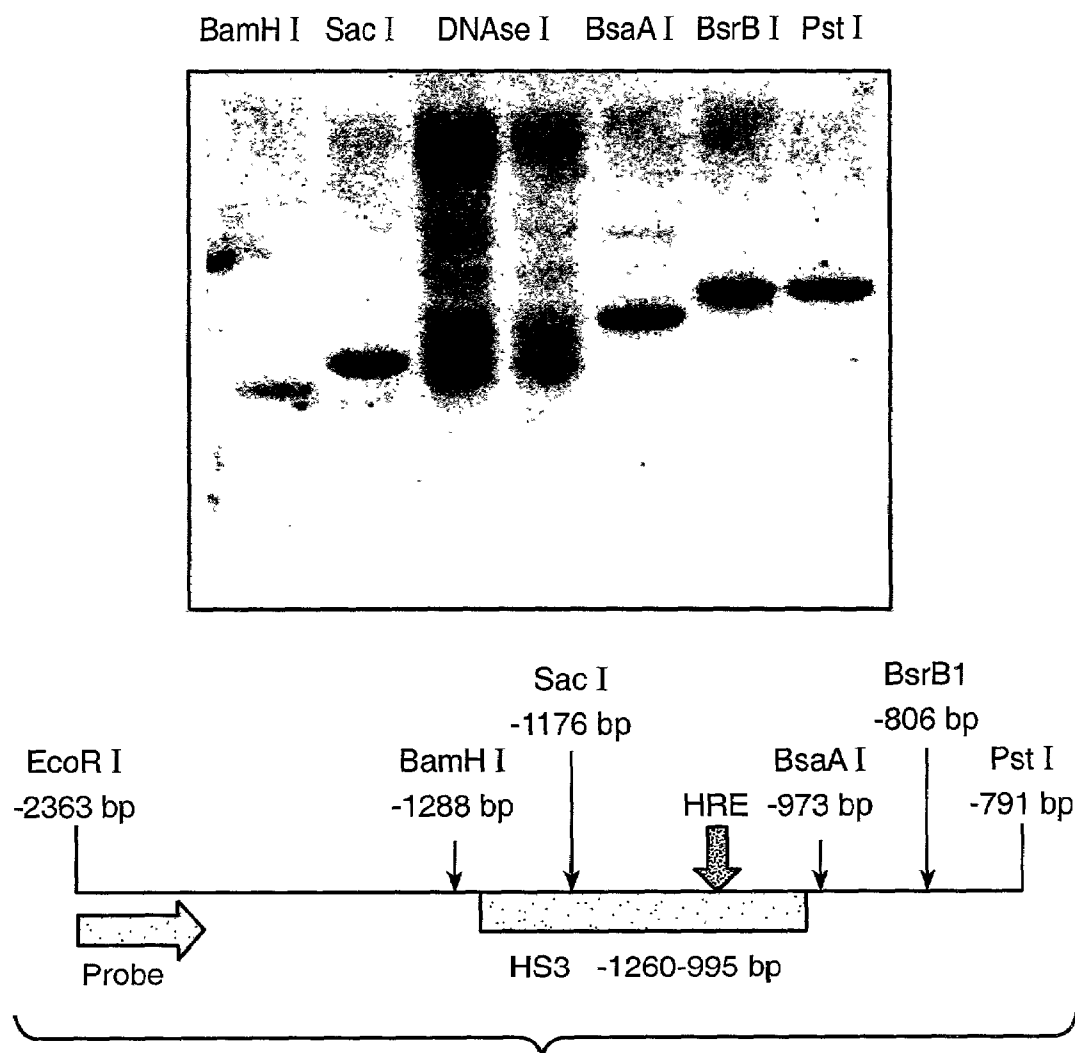 BamH I Sac I DNAse I BsaA I BsrB I Pst I
Sac I
-1176 bp
BsrB1
-806 bp
EcoR I
-2363 bp
BamH I
-1288 bp
HRE
BsaA I
-973 bp
Pst I
-791 bp
Probe
HS3 -1260-995 bp